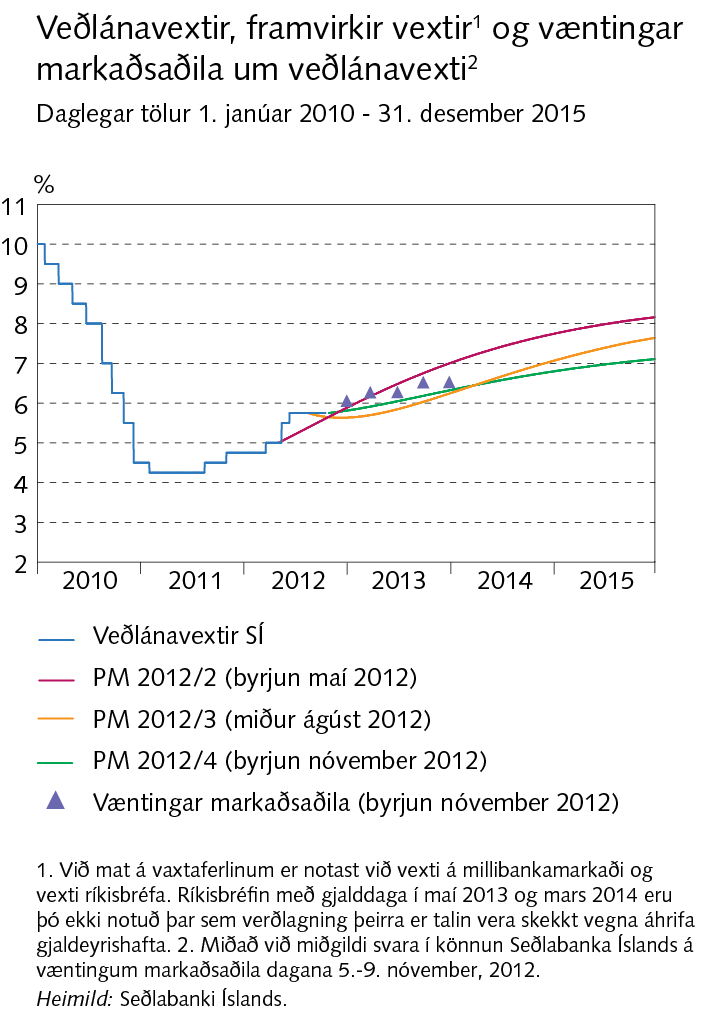 Veðlánavextir, framvirkir vextir¹ og væntingar
markaðsaðila um veðlánavexti²
Daglegar tölur 1. janúar 2010 - 31. desember 2015
%
11
10
9
8
7
6
5
4
3
2
2010 2011 2012 2013 2014 2015
Veðlánavextir SÍ
PM 2012/2 (byrjun maí 2012)
PM 2012/3 (miður ágúst 2012)
PM 2012/4 (byrjun nóvember 2012)
Væntingar markaðsaðila (byrjun nóvember 2012)
1. Við mat á vaxtaferlinum er notast við vexti á millibankamarkaði og
vexti ríkisbréfa. Ríkisbréfin með gjalddaga í maí 2013 og mars 2014 eru
þó ekki notuð þar sem verðlagning þeirra er talin vera skekkt vegna áhrifa
gjaldeyrishafta. 2. Miðað við miðgildi svara í könnun Seðlabanka Íslands á
væntingum markaðsaðila dagana 5.-9. nóvember, 2012.
Heimild: Seðlabanki Íslands.